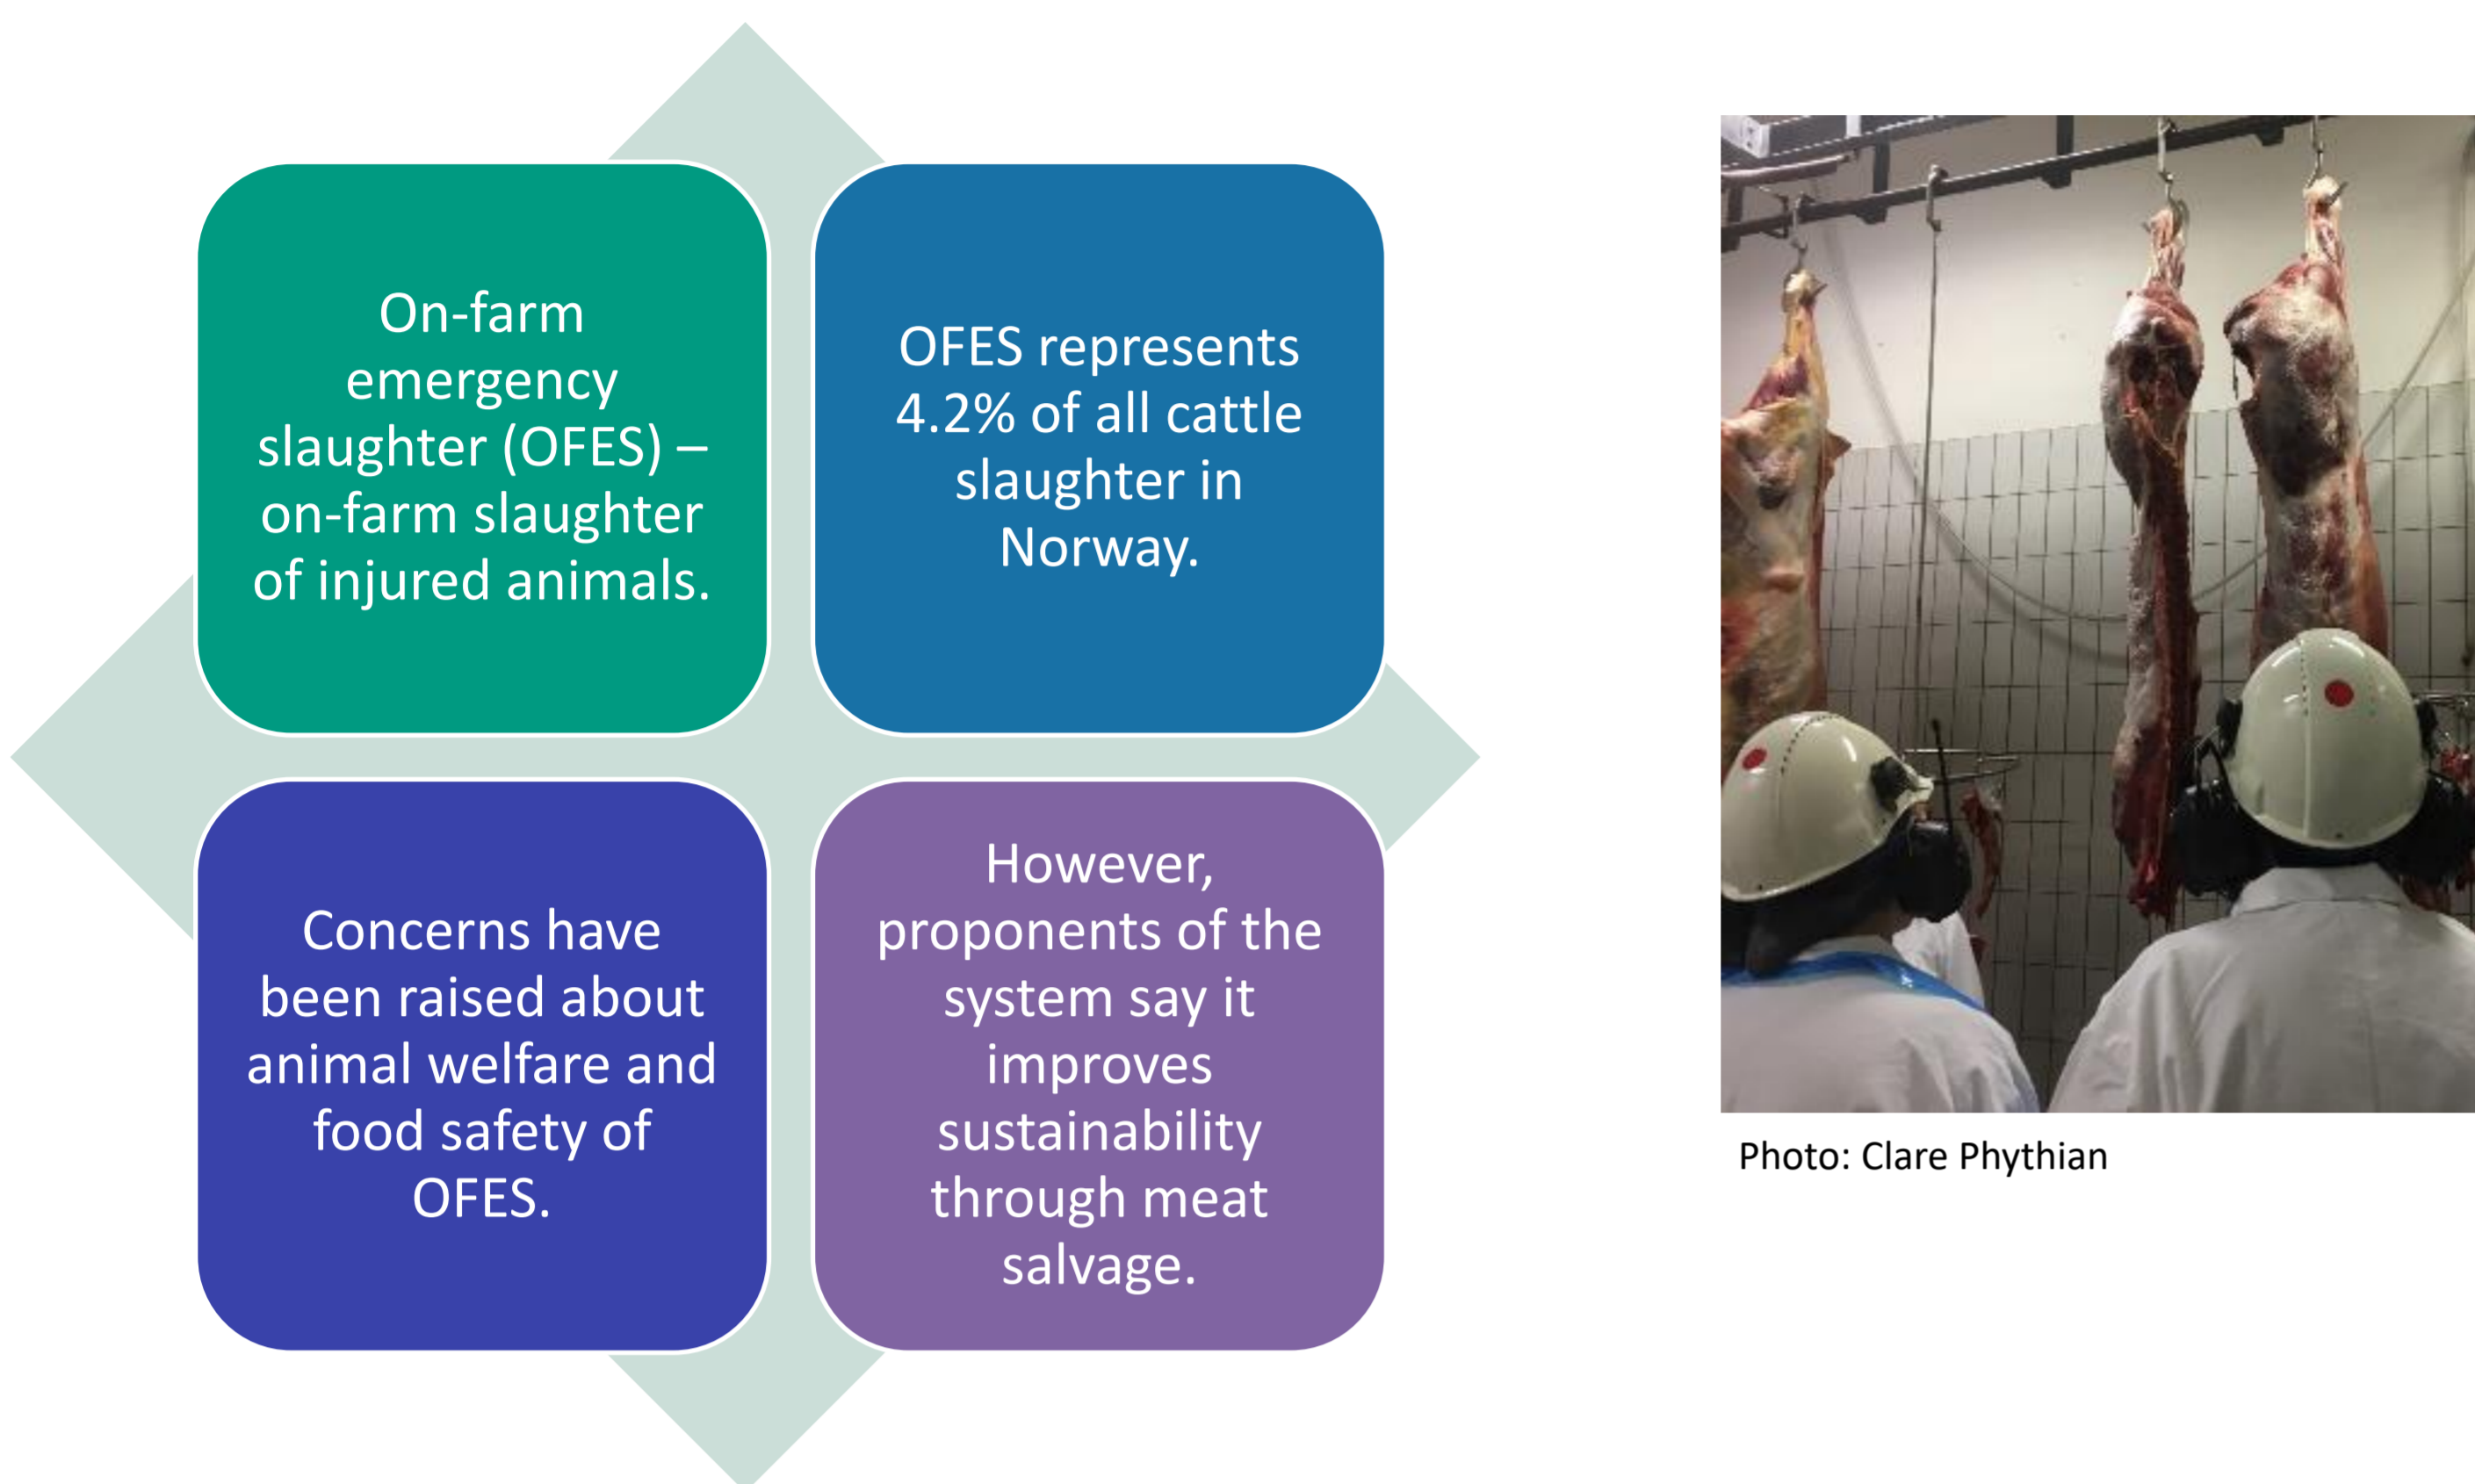 On-farm
emergency
slaughter (OFES) –
on-farm slaughter
of injured animals.
OFES represents
4.2% of all cattle
slaughter in
Norway.
Concerns have
been raised about
animal welfare and
food safety of
OFES.
However,
proponents of the
system say it
improves
sustainability
through meat
salvage.
Photo: Clare Phythian